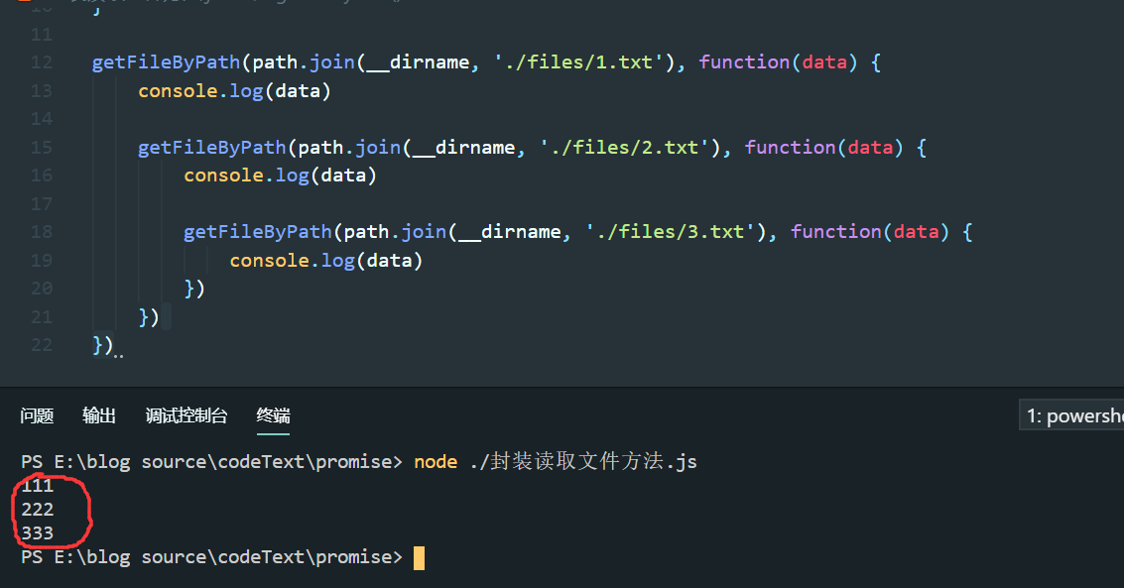 11
12 getFileByPath(path.join(__dirname, './files/1.txt'), function(data) {
13 console.log(data)
14
15 getFileByPath(path.join(__dirname, './files/2.txt'), function(data) {
16 console.log(data)
17
18 getFileByPath(path.join(__dirname, './files/3.txt'), function(data) {
19 console.log(data)
20 })
21 })
22 })
问题 输出 调试控制台 终端 1: powershe
PS E:\blog source\codeText\promise> node ./封装读取文件方法.js
111
222
333
PS E:\blog source\codeText\promise>